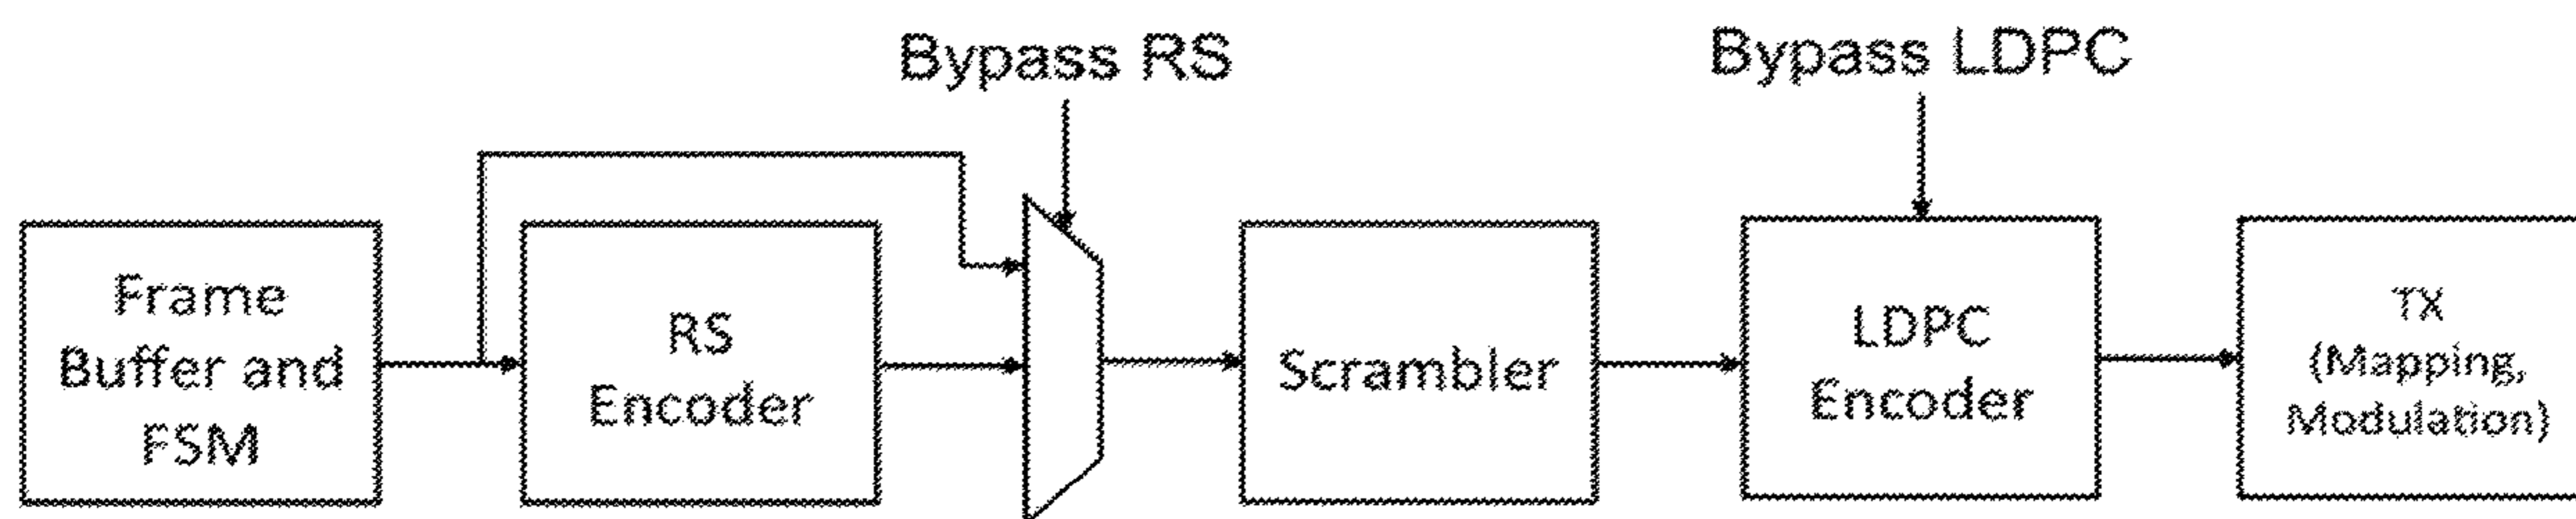 Bypass RS
Bypass LDPC
Frame
Buffer and
FSM
RS
Encoder
Scrambler
LDPC
Encoder
TX
(Mapping,
Modulation)